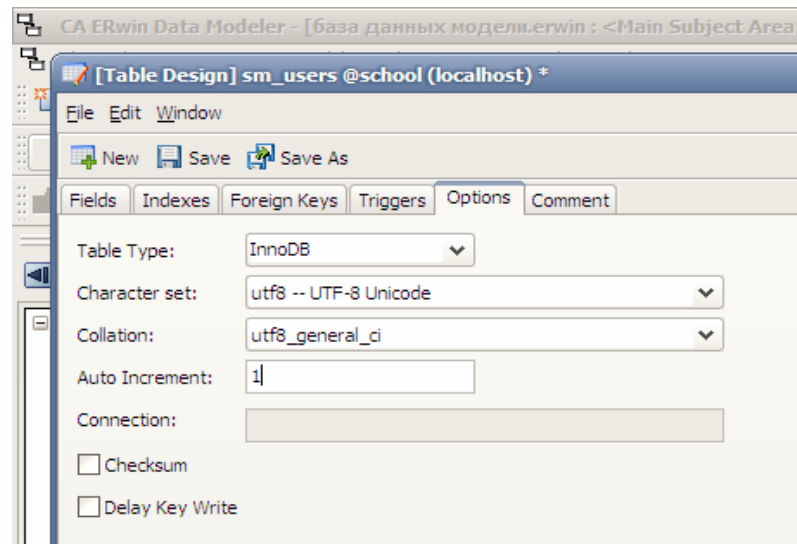 CA ERwin Data Modeler - [база данных модели.erwin : <Main Subject Area
[Table Design] sm_users @school (localhost) *
File Edit Window
New Save Save As
Fields Indexes Foreign Keys Triggers Options Comment
Table Type: InnoDB
Character set: utf8 -- UTF-8 Unicode
Collation: utf8_general_ci
Auto Increment: 1
Connection:
Checksum
Delay Key Write